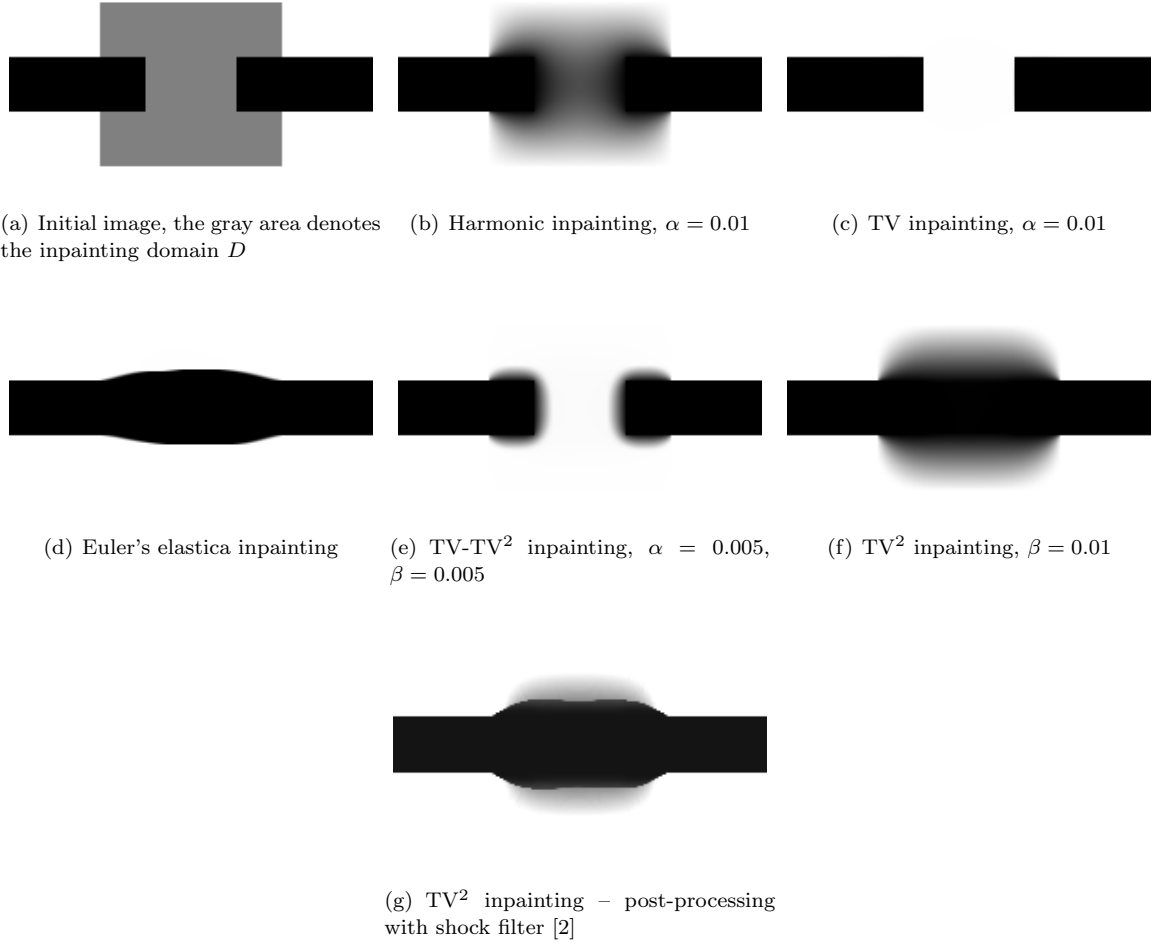 (a) Initial image, the gray area denotes
the inpainting domain D
(b) Harmonic inpainting, α = 0.01
(c) TV inpainting, α = 0.01
(d) Euler's elastica inpainting
(e) TV-TV² inpainting, α = 0.005,
β = 0.005
(f) TV² inpainting, β = 0.01
(g) TV² inpainting – post-processing
with shock filter [2]